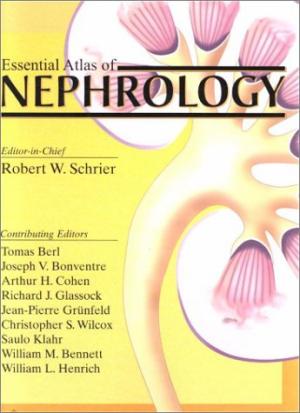 Essential Atlas of
NEPHROLOGY
Editor-in-Chief
Robert W. Schrier
Contributing Editors
Tomas Berl
Joseph V. Bonventre
Arthur H. Cohen
Richard J. Glassock
Jean-Pierre Grünfeld
Christopher S. Wilcox
Saulo Klahr
William M. Bennett
William L. Henrich